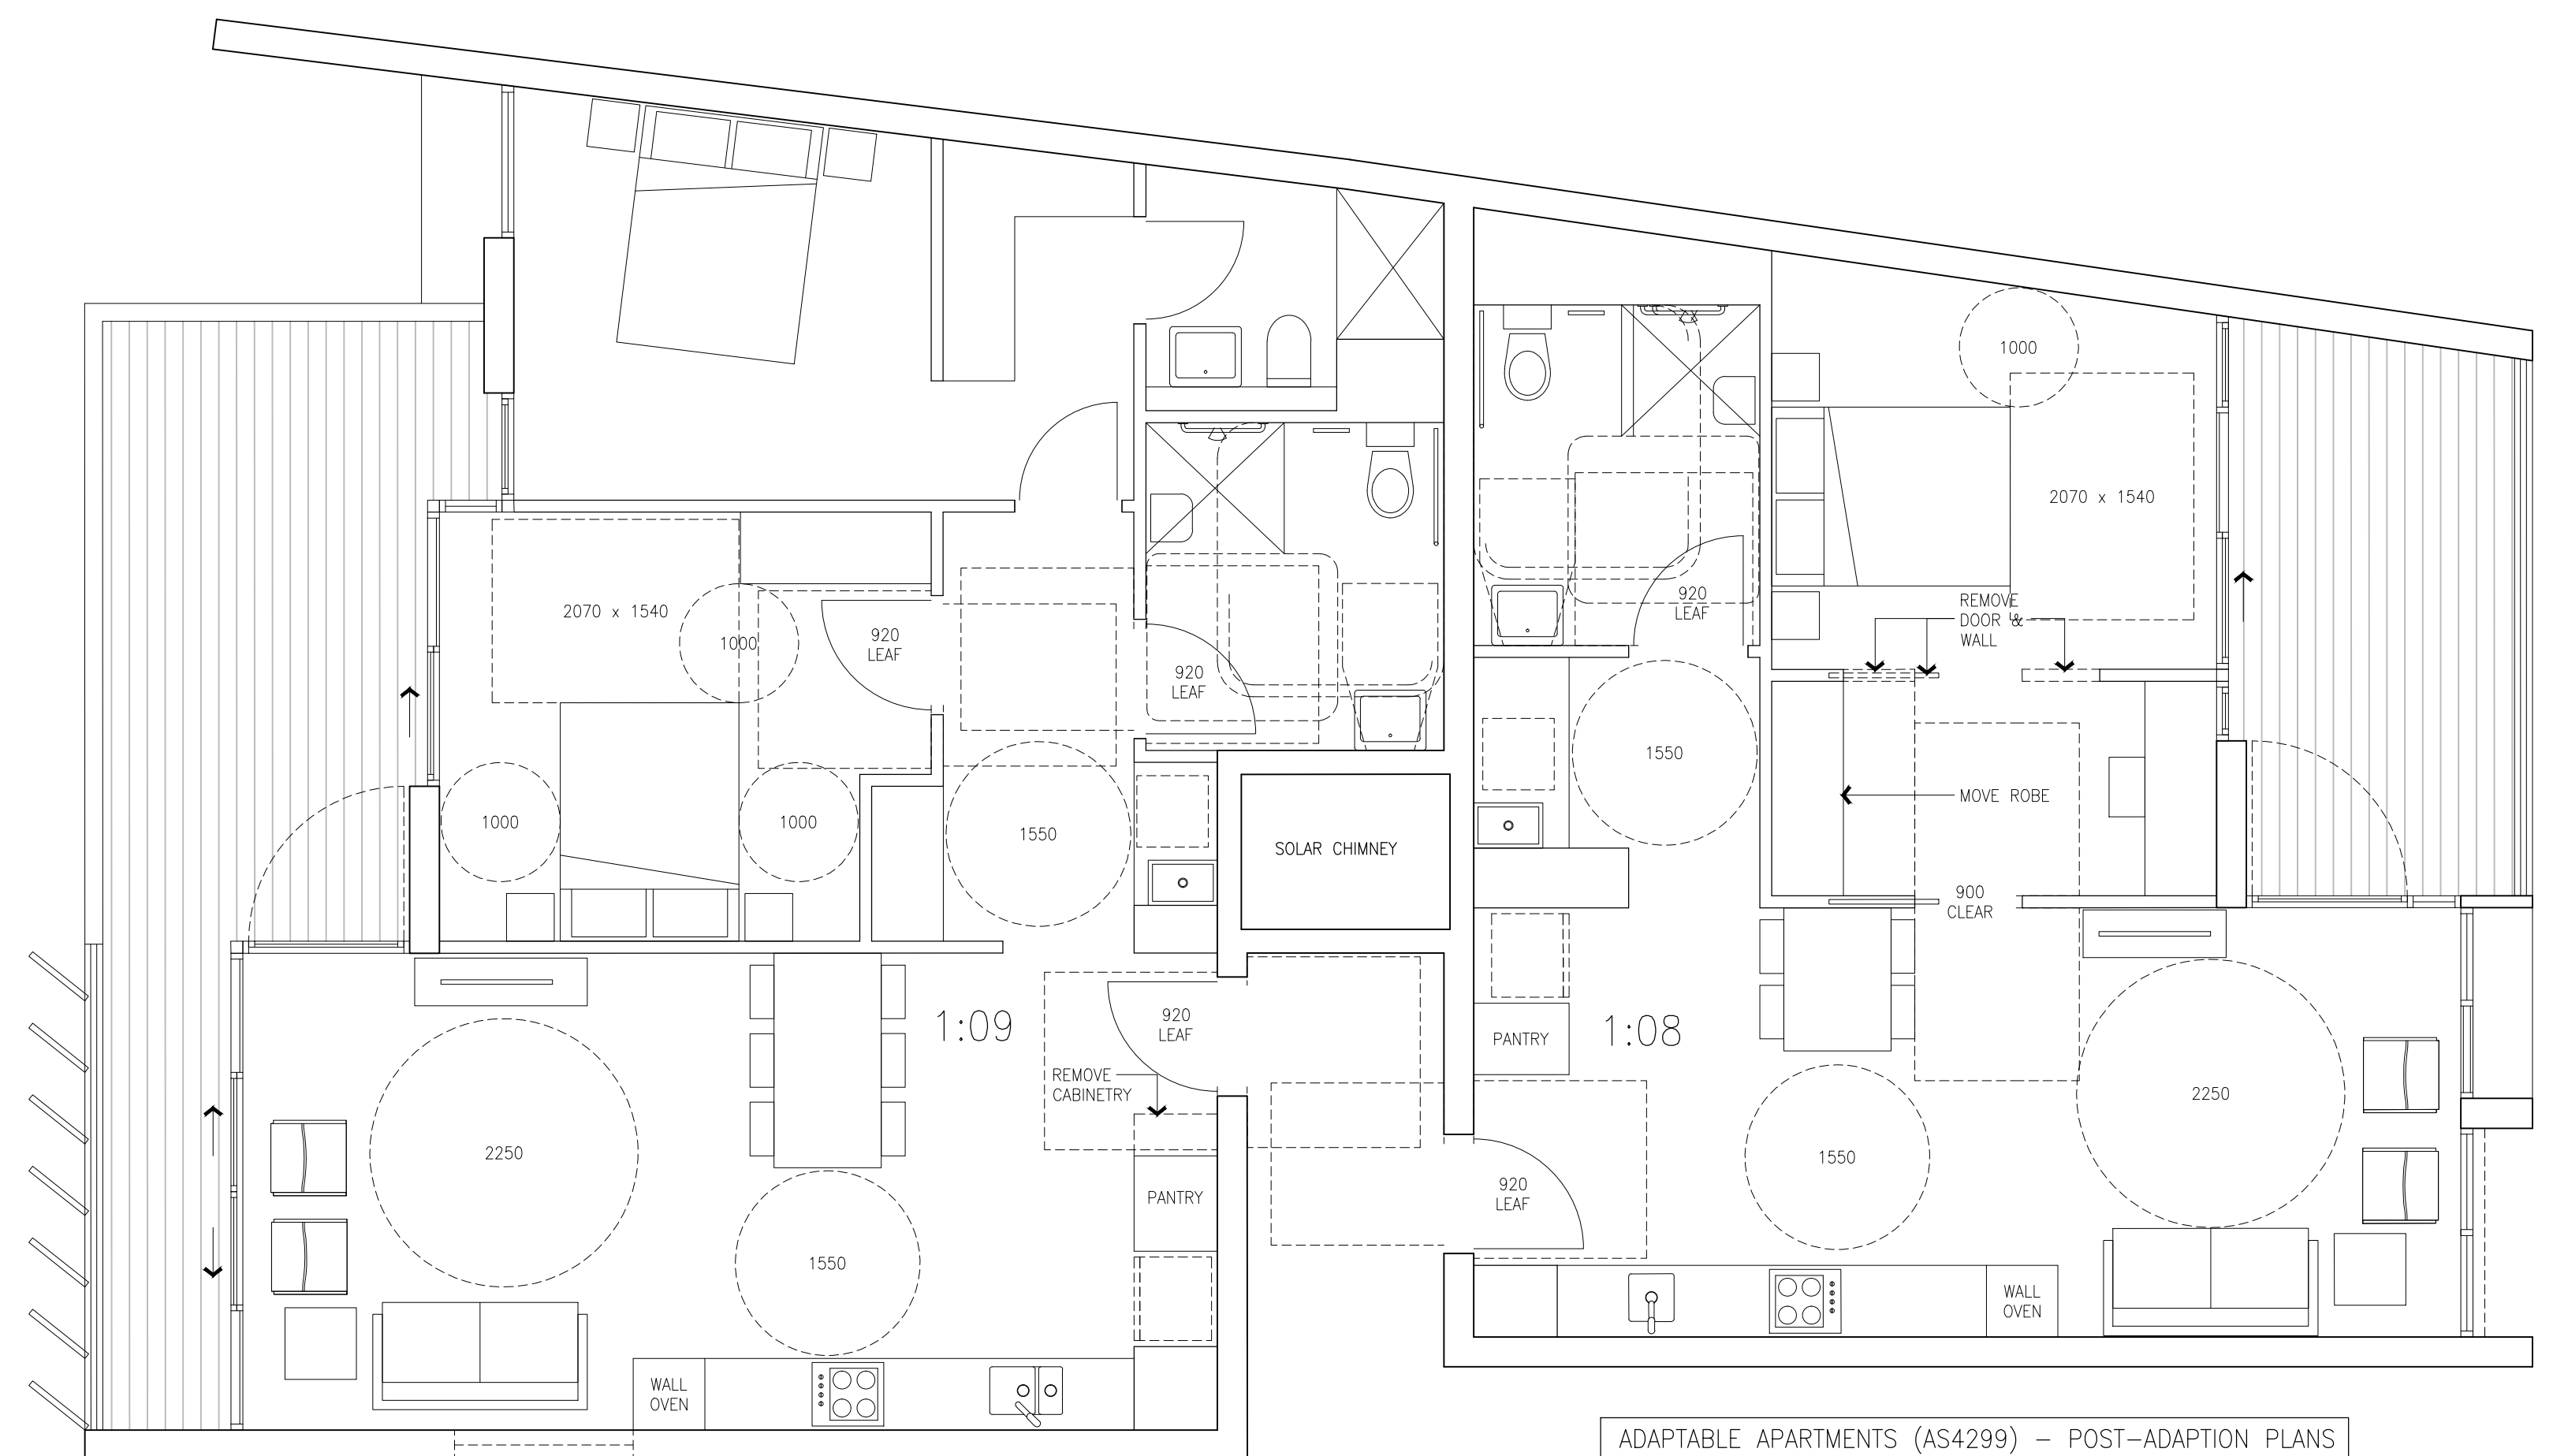 1000
2070 x 1540
REMOVE
DOOR &
WALL
920
LEAF
2070 x 1540
1000
920
LEAF
920
LEAF
1550
MOVE ROBE
1000
1000
1550
SOLAR CHIMNEY
900
CLEAR
1:09
920
LEAF
REMOVE
CABINETRY
PANTRY
1:08
2250
1550
2250
PANTRY
920
LEAF
1550
WALL
OVEN
WALL
OVEN
ADAPTABLE APARTMENTS (AS4299) – POST–ADAPTION PLANS